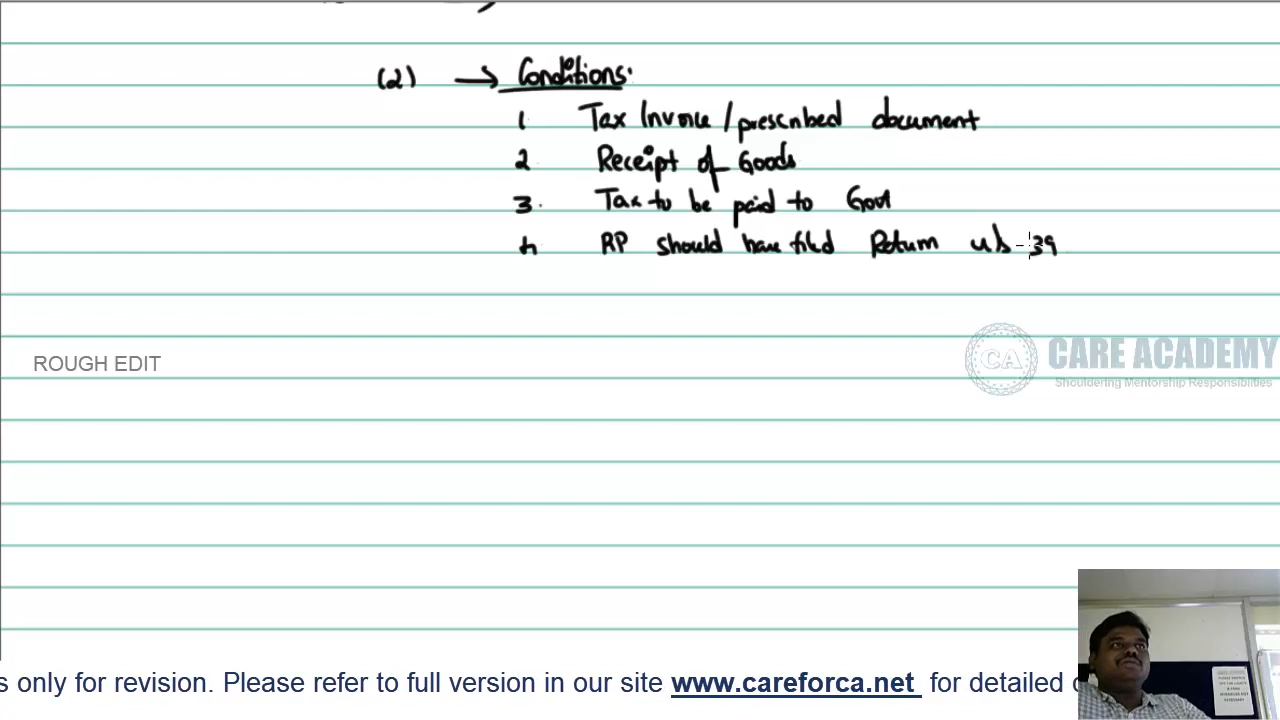 (2) → Conditions.
1 Tax Invoice / prescribed document
2 Receipt of Goods
3. Tax to be paid to Govt
4 RP should have filed Return u/s - 39
ROUGH EDIT
CA
CARE ACADEMY
Shouldering Mentorship Responsibilities
s only for revision. Please refer to full version in our site www.careforca.net for detailed